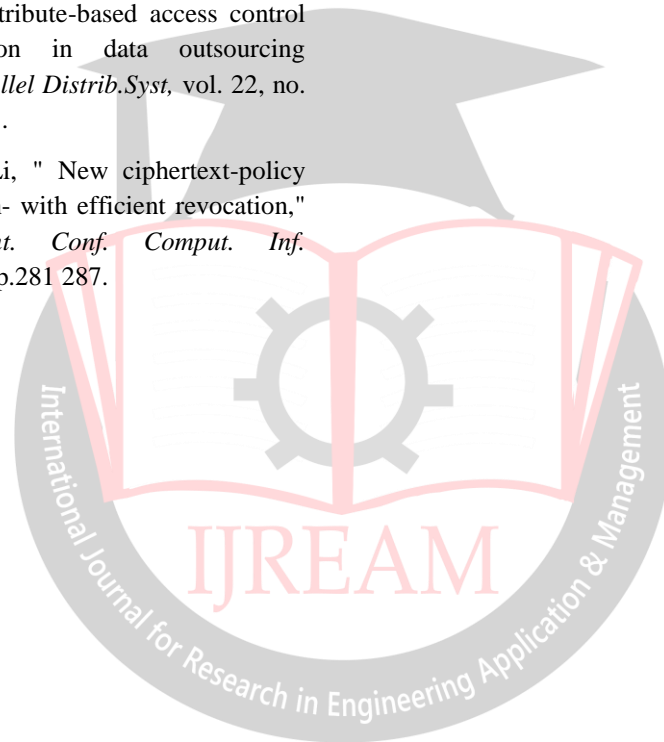 tribute-based access control
on in data outsourcing
llel Distrib.Syst, vol. 22, no.
.
Li, " New ciphertext-policy
n- with efficient revocation,"
t. Conf. Comput. Inf.
p.281 287.
IJREAM
International Journal for Research in Engineering Application & Management